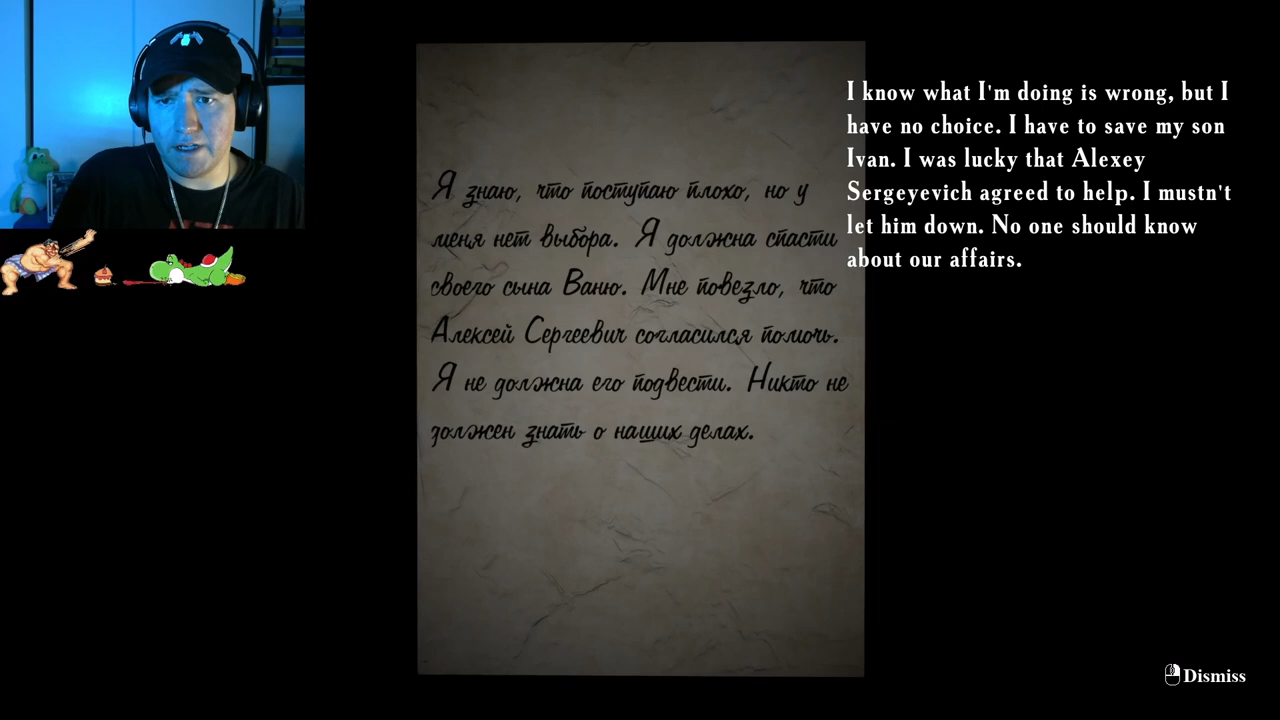 Я знаю, что поступаю плохо, но у
меня нет выбора. Я должна спасти
своего сына Ваню. Мне повезло, что
Алексей Сергеевич согласился помочь.
Я не должна его подвести. Никто не
должен знать о наших делах.
I know what I'm doing is wrong, but I
have no choice. I have to save my son
Ivan. I was lucky that Alexey
Sergeyevich agreed to help. I mustn't
let him down. No one should know
about our affairs.
Dismiss